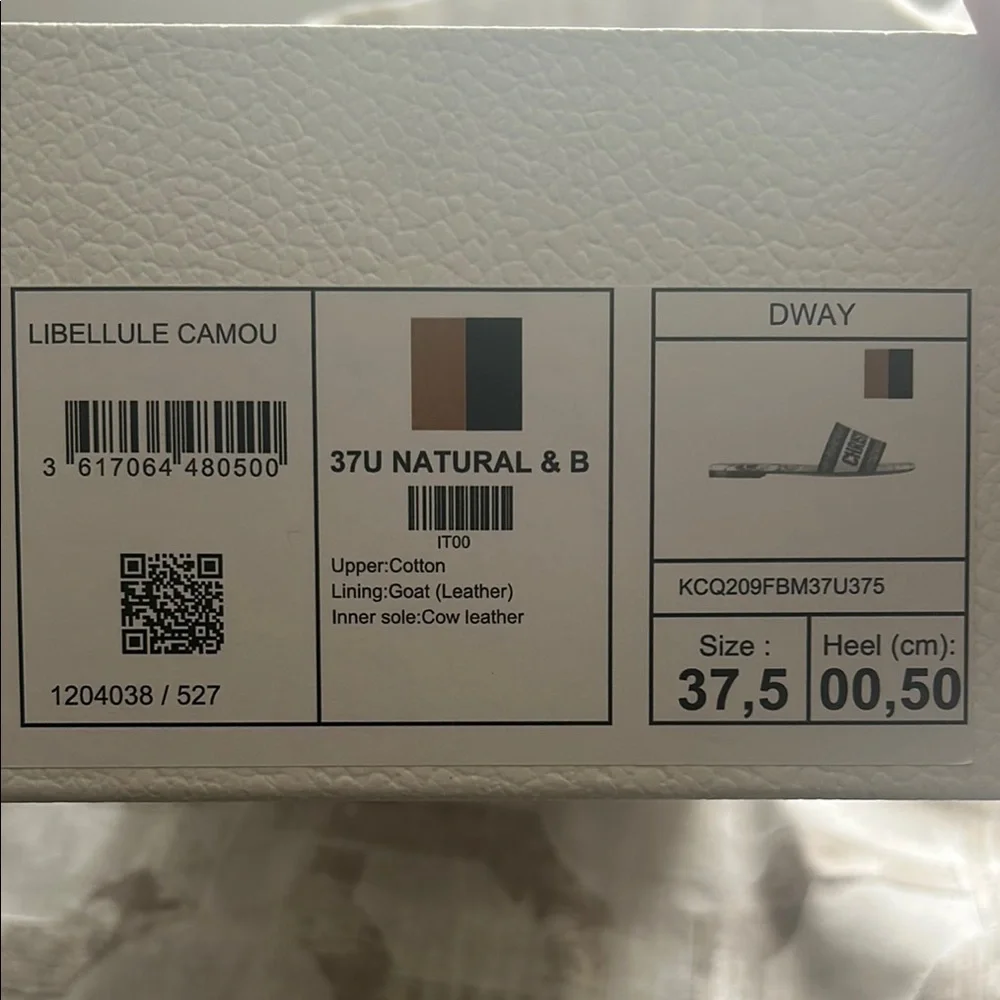 LIBELLULE CAMOU
3 617064 480500
1204038 / 527
37U NATURAL & B
IT00
Upper:Cotton
Lining:Goat (Leather)
Inner sole:Cow leather
DWAY
KCQ209FBM37U375
Size :
37,5
Heel (cm):
00,50